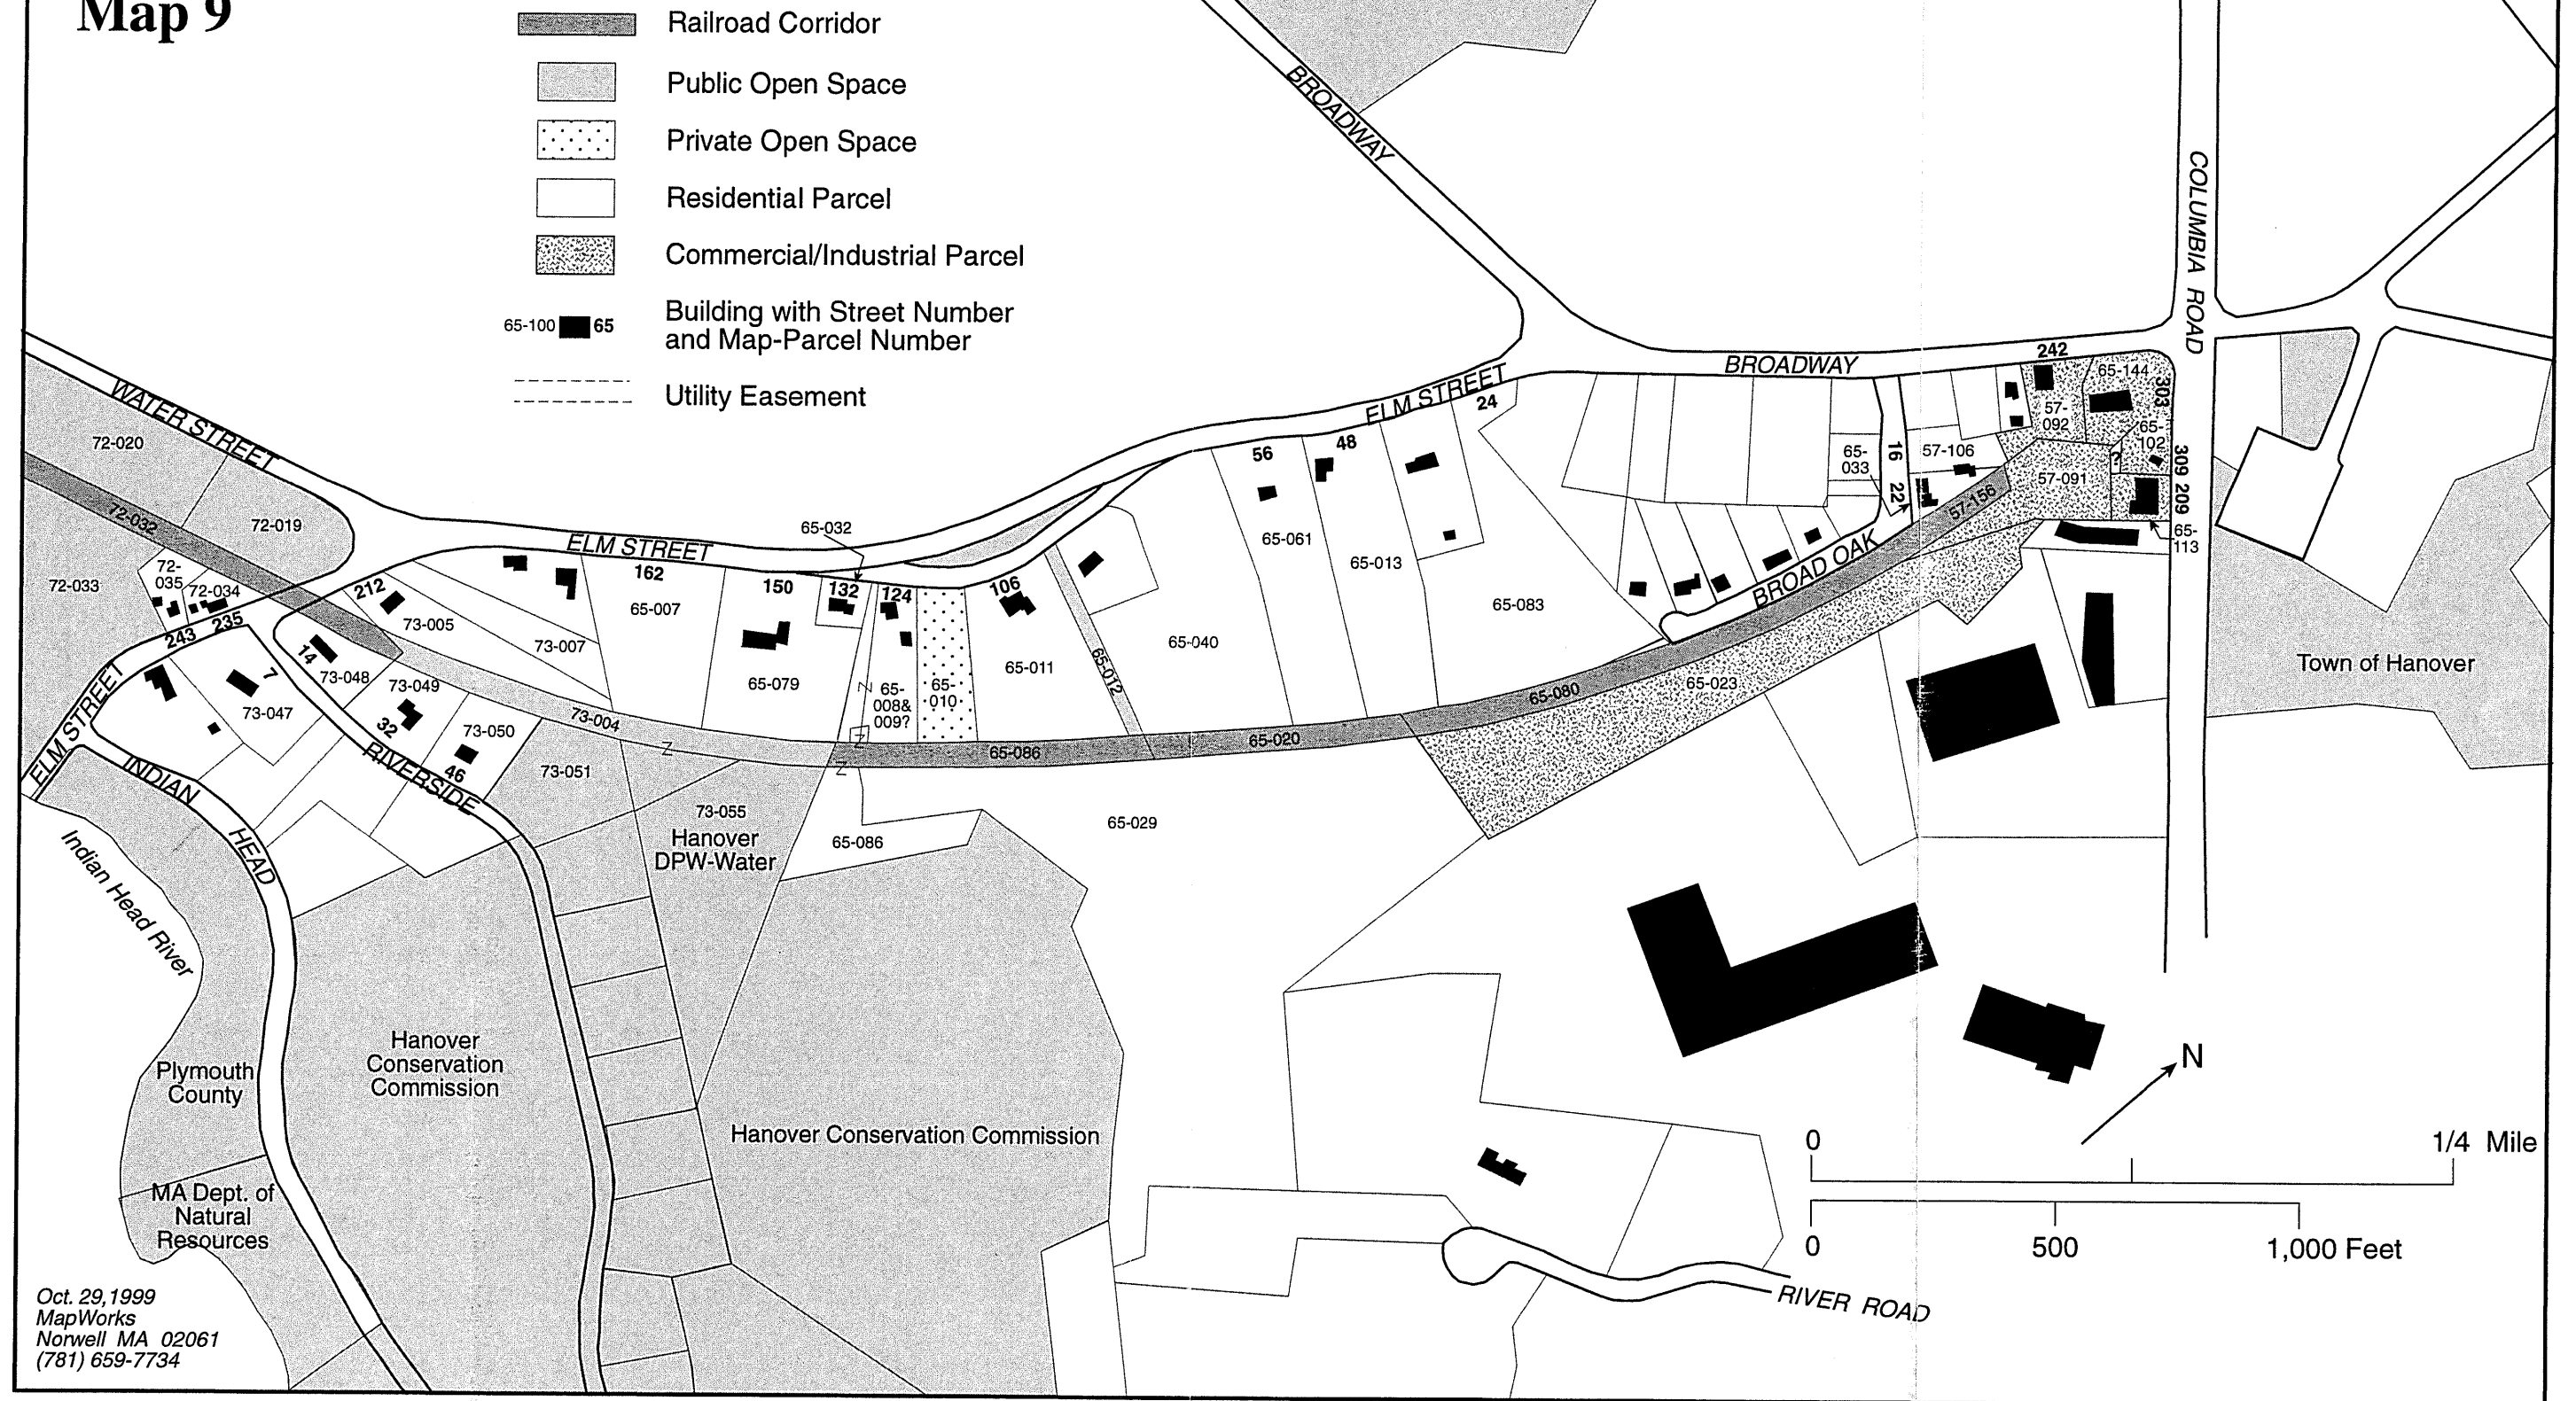 Map 9
Railroad Corridor
Public Open Space
Private Open Space
Residential Parcel
Commercial/Industrial Parcel
65-100 65
Building with Street Number
and Map-Parcel Number
Utility Easement
BROADWAY
COLUMBIA ROAD
BROADWAY
242
65-144
303
57-
092
65-
102
?
309
209
57-091
65-
113
57-106
16
22
65-
033
57-156
BROAD OAK
ELM STREET
24
48
56
65-061
65-013
65-083
65-040
65-080
65-023
65-020
Town of Hanover
WATER STREET
72-020
72-019
72-032
72-033
72-
035
72-034
243
235
212
ELM STREET
162
150
65-032
132
124
106
73-005
73-007
65-007
65-079
65-
008&
009?
65-
010
65-011
65-012
14
7
73-048
73-049
73-047
32
73-050
46
73-004
73-051
Z
Z
Z
Z
65-086
65-029
65-086
73-055
Hanover
DPW-Water
ELM STREET
INDIAN
HEAD
RIVERSIDE
Indian Head River
Plymouth
County
Hanover
Conservation
Commission
Hanover Conservation Commission
MA Dept. of
Natural
Resources
N
0
1/4 Mile
0
500
1,000 Feet
RIVER ROAD
Oct. 29,1999
MapWorks
Norwell MA 02061
(781) 659-7734